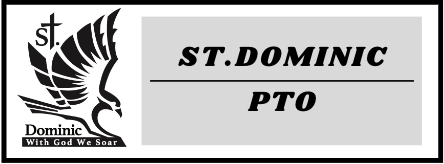 St
Dominic
With God We Soar
ST.DOMINIC
PTO